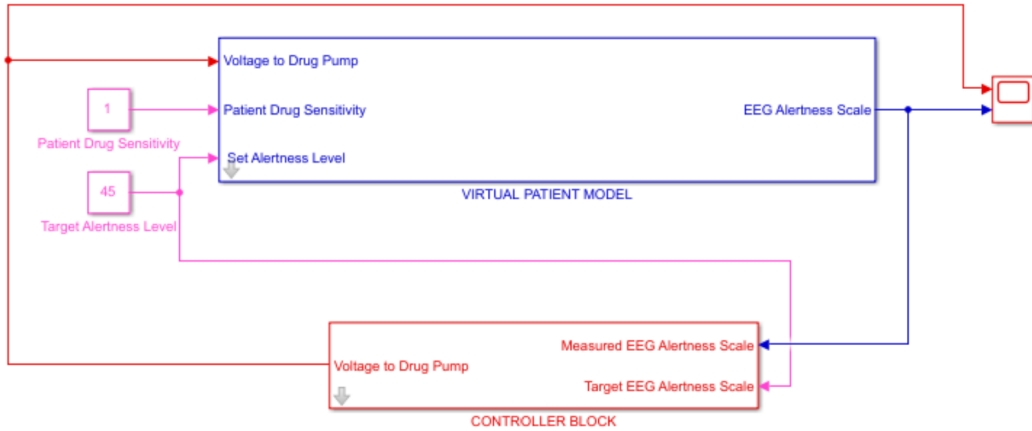 Voltage to Drug Pump
1
Patient Drug Sensitivity
EEG Alertness Scale
Patient Drug Sensitivity
Set Alertness Level
45
VIRTUAL PATIENT MODEL
Target Alertness Level
Measured EEG Alertness Scale
Voltage to Drug Pump
Target EEG Alertness Scale
CONTROLLER BLOCK